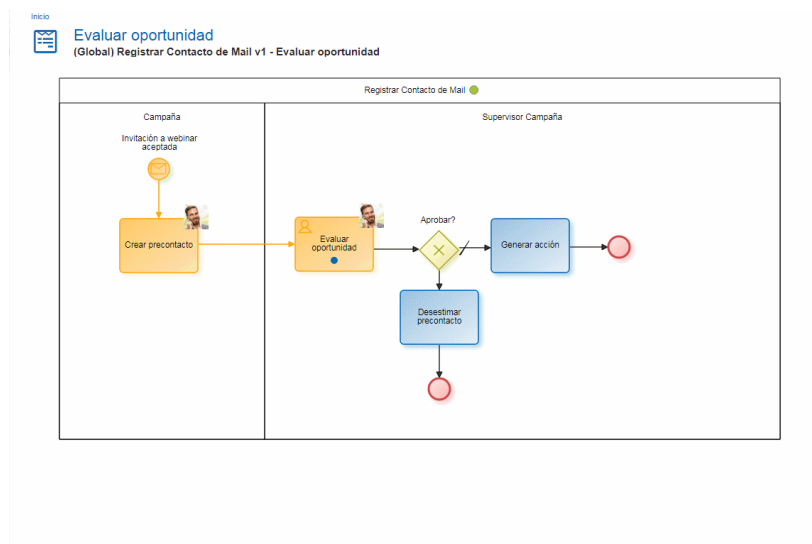 Inicio
Evaluar oportunidad
(Global) Registrar Contacto de Mail v1 - Evaluar oportunidad
Registrar Contacto de Mail
Campaña
Supervisor Campaña
Invitación a webinar
aceptada
Crear precontacto
Evaluar
oportunidad
Aprobar?
Generar acción
Desestimar
precontacto